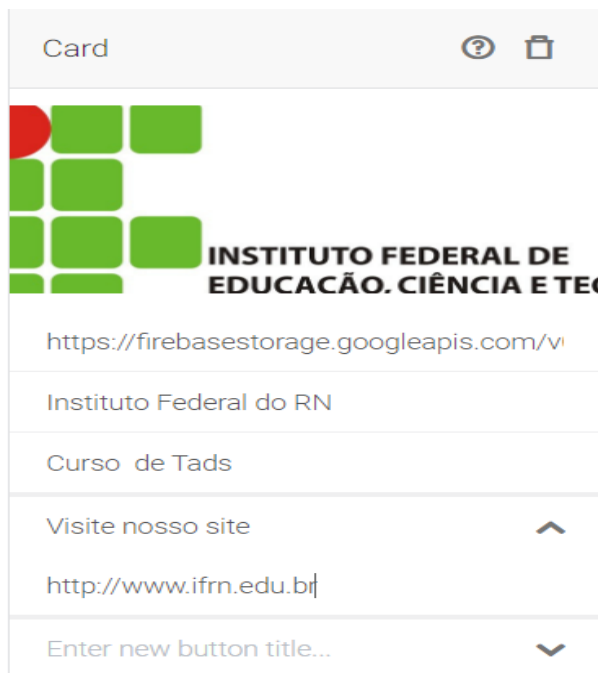 Card
INSTITUTO FEDERAL DE
EDUCAÇÃO, CIÊNCIA E TEC
https://firebasestorage.googleapis.com/v
Instituto Federal do RN
Curso de Tads
Visite nosso site
http://www.ifrn.edu.br
Enter new button title...